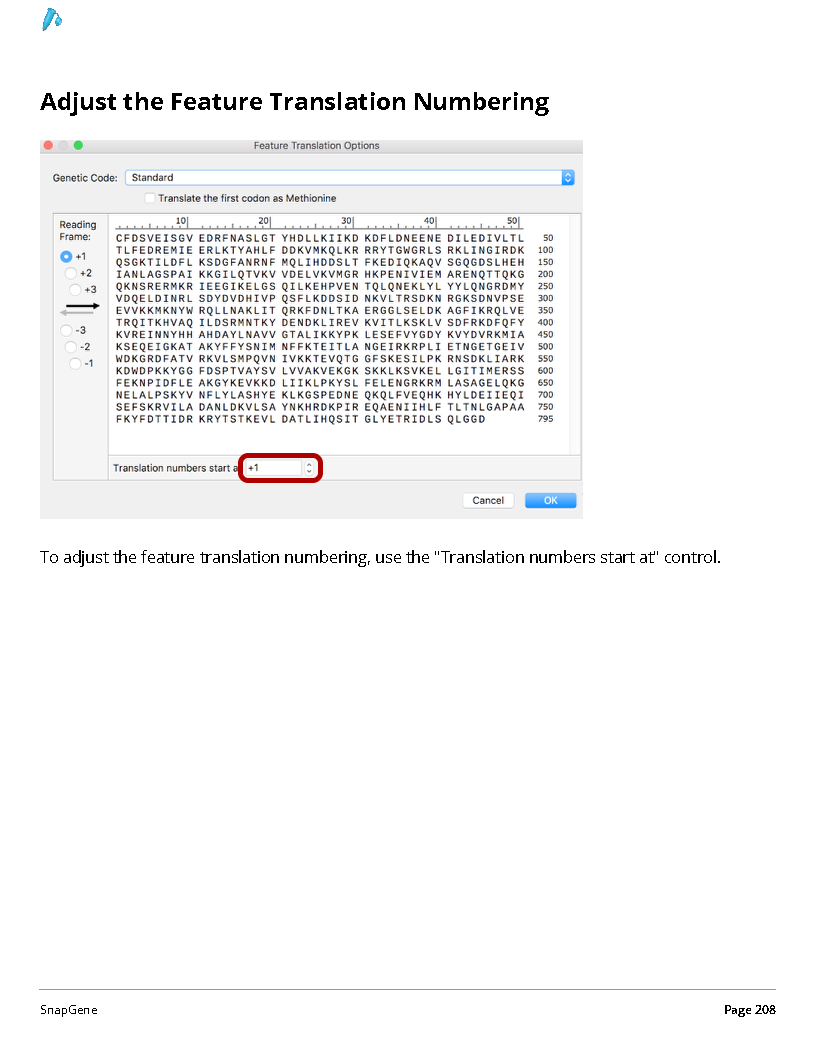 Adjust the Feature Translation Numbering
Feature Translation Options
Genetic Code: Standard
Translate the first codon as Methionine
Reading
Frame:
+1
+2
+3
-3
-2
-1
10| 20| 30| 40| 50|
CFDSVEISGV EDRFNASLGT YHDLLKIIKD KDFLDNEENE DILEDIVLTL 50
TLFEDREMIE ERLKTYAHLF DDKVMKQLKR RRYTGWGRLS RKLINGIRDK 100
QSGKTILDFL KSDGFANRNF MQLIHDDSLT FKEDIQKAQV SGQGDSLHEH 150
IANLAGSPAI KKGILQTVKV VDELVKVMGR HKPENIVIEM ARENQTTQKG 200
QKNSRERMKR IEEGIKELGS QILKEHPVEN TQLQNEKLYL YYLQNGRDMY 250
VDQELDINRL SDYDVDHIVP QSFLKDDSID NKVLTRSDKN RGKSDNVPSE 300
EVVKKMKNYW RQLLNAKLIT QRKFDNLTKA ERGGLSELDK AGFIKRQLVE 350
TRQITKHVAQ ILDSRMNTKY DENDKLIREV KVITLKSKLV SDFRKDFQFY 400
KVREINNYHH AHDAYLNAVV GTALIKKYPK LESEFVYGDY KVYDVRKMIA 450
KSEQEIGKAT AKYFFYSNIM NFFKTEITLA NGEIRKRPLI ETNGETGEIV 500
WDKGRDFATV RKVLSMPQVN IVKKTEVQTG GFSKESILPK RNSDKLIARK 550
KDWDPKKYGG FDSPTVAYSV LVVAKVEKGK SKKLKSVKEL LGITIMERSS 600
FEKNPIDFLE AKGYKEVKKD LIIKLPKYSL FELENGRKRM LASAGELQKG 650
NELALPSKYV NFLYLASHYE KLKGSPEDNE QKQLFVEQHK HYLDEIIEQI 700
SEFSKRVILA DANLDKVLSA YNKHRDKPIR EQAENIIHLF TLTNLGAPAA 750
FKYFDTTIDR KRYTSTKEVL DATLIHQSIT GLYETRIDLS QLGGD 795
Translation numbers start a +1
Cancel OK
To adjust the feature translation numbering, use the "Translation numbers start at" control.
SnapGene Page 208